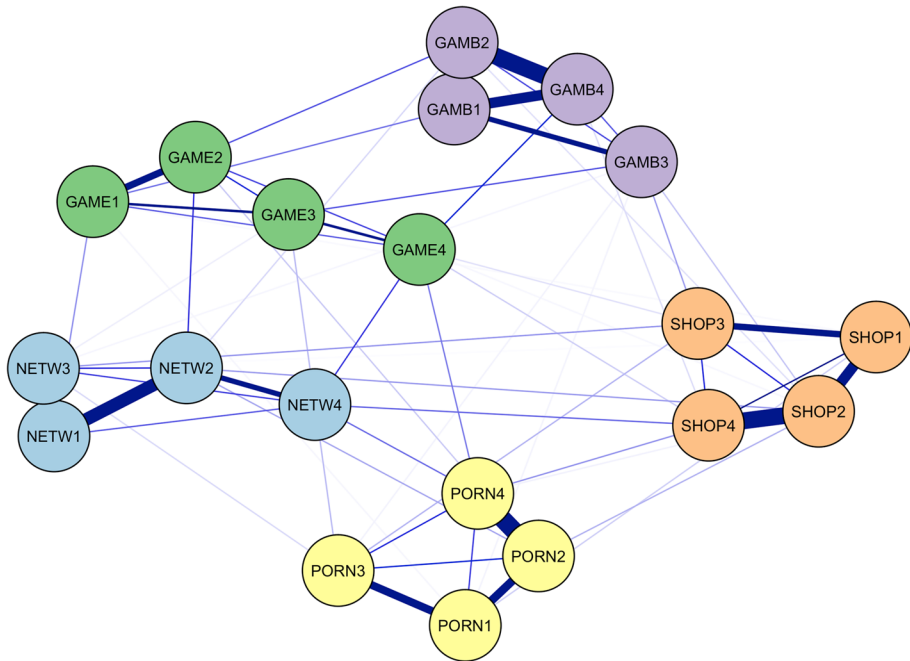 GAMB2
GAMB4
GAMB1
GAME2
GAMB3
GAME1
GAME3
GAME4
SHOP3
SHOP1
NETW3
NETW2
NETW4
SHOP2
SHOP4
NETW1
PORN4
PORN2
PORN3
PORN1